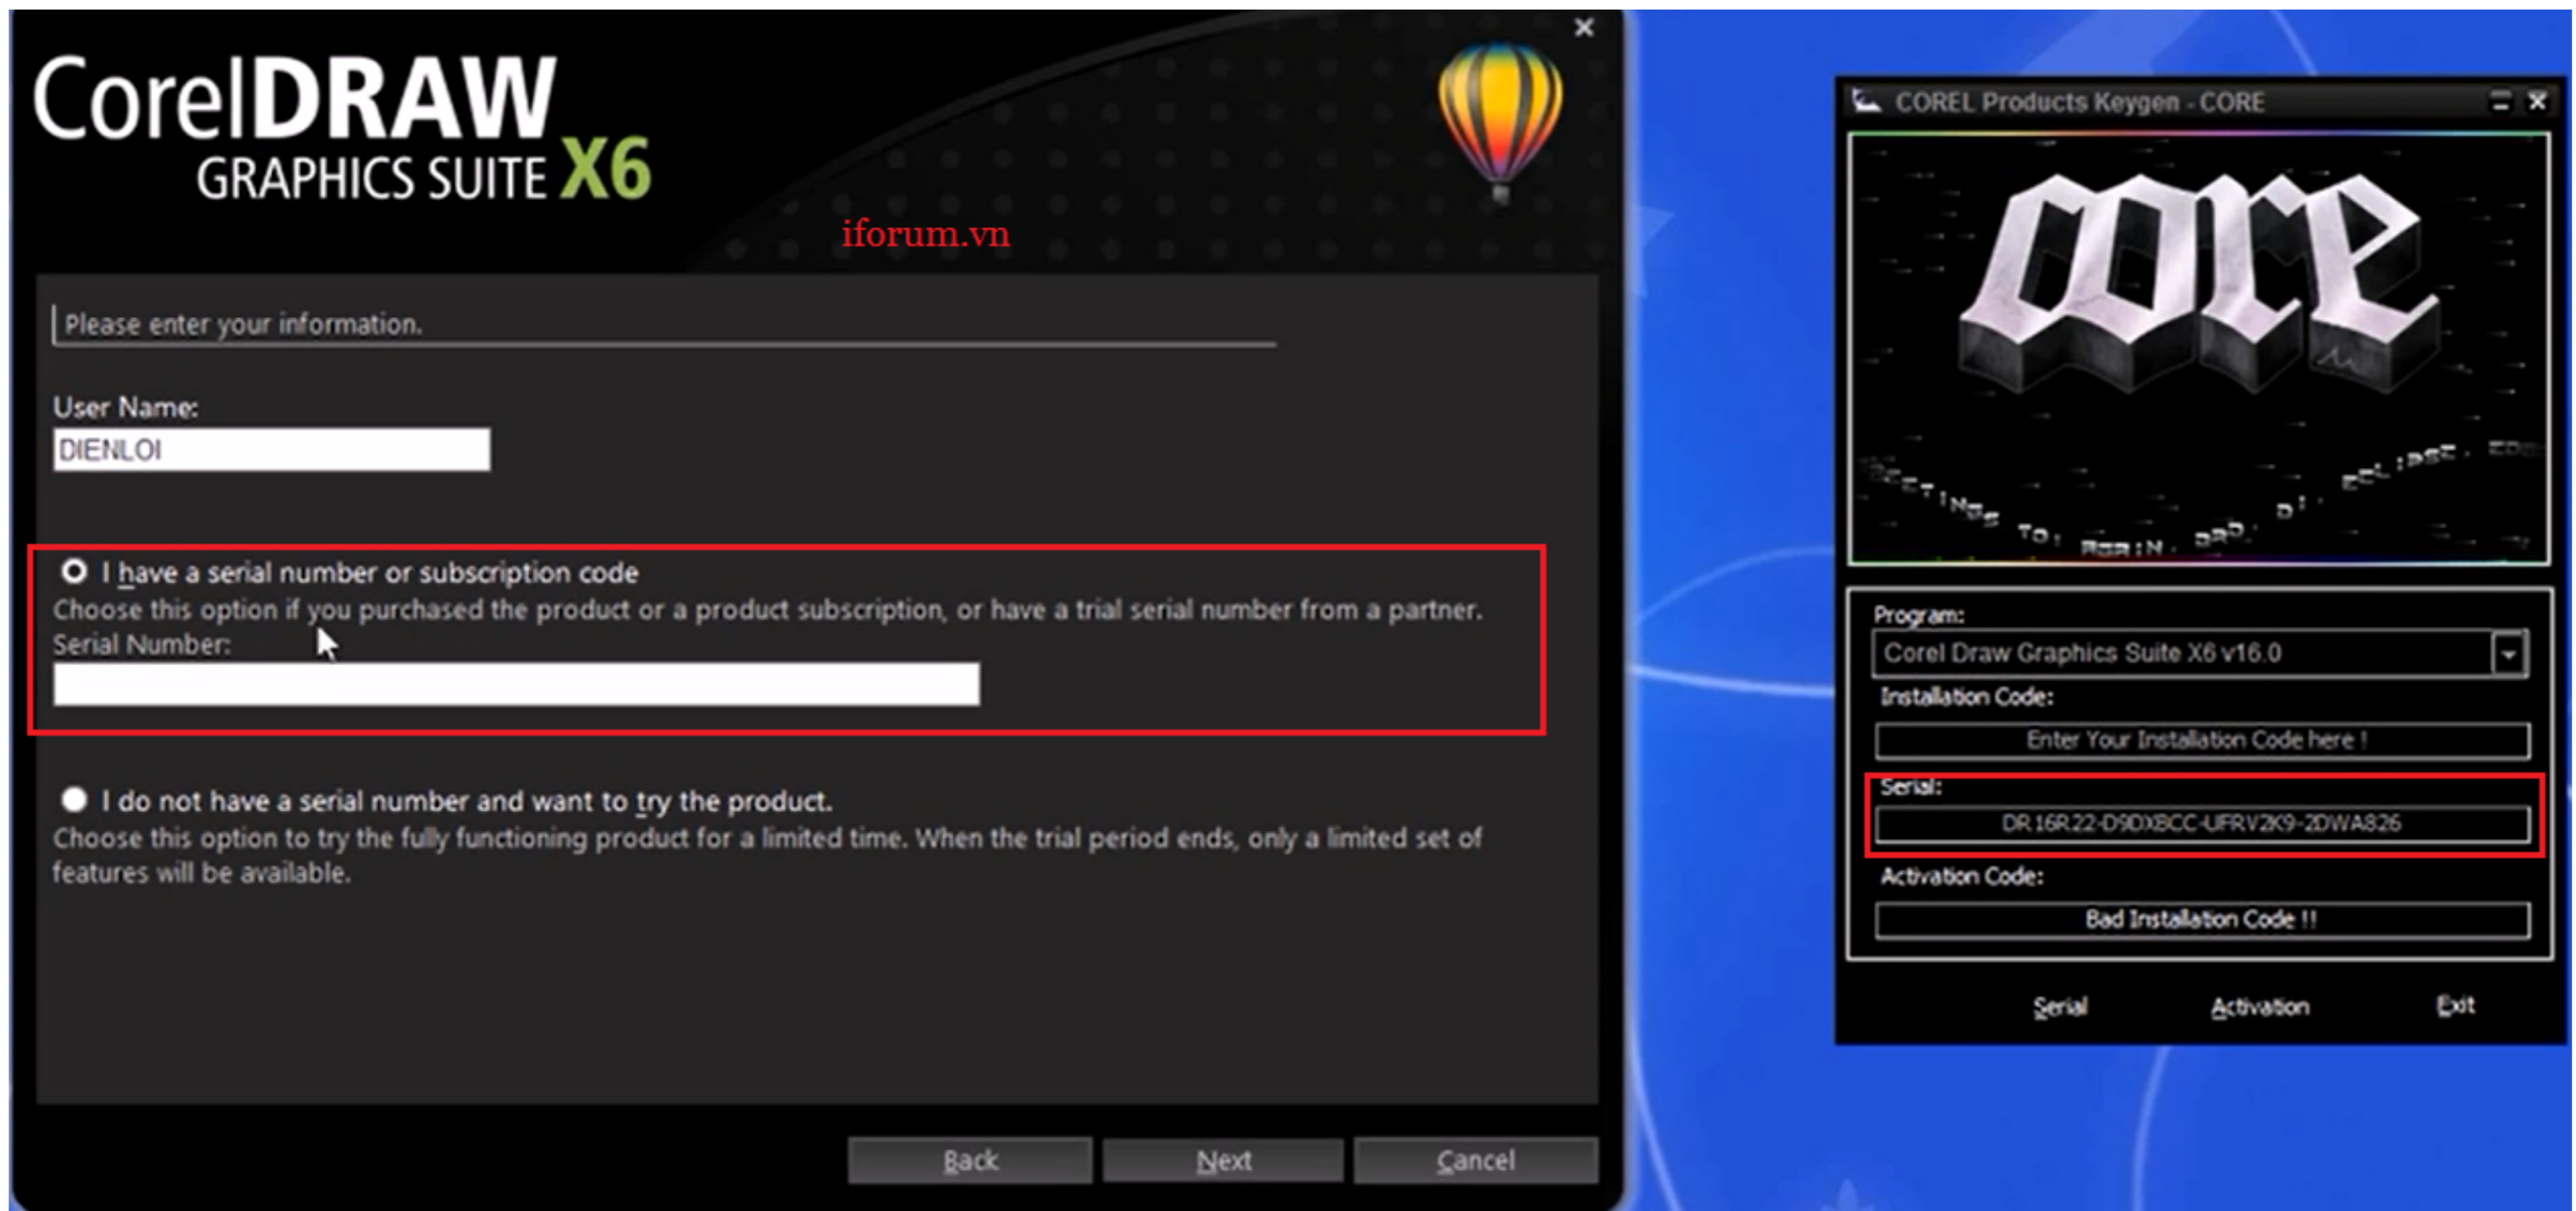 CorelDRAW
GRAPHICS SUITE X6
iforum.vn
Please enter your information.
User Name:
DIENLOI
I have a serial number or subscription code
Choose this option if you purchased the product or a product subscription, or have a trial serial number from a partner.
Serial Number:
I do not have a serial number and want to try the product.
Choose this option to try the fully functioning product for a limited time. When the trial period ends, only a limited set of
features will be available.
Back
Next
Cancel
COREL Products Keygen - CORE
core
Program:
Corel Draw Graphics Suite X6 v16.0
Installation Code:
Enter Your Installation Code here !
Serial:
Activation Code:
Bad Installation Code !!
Serial
Activation
Exit